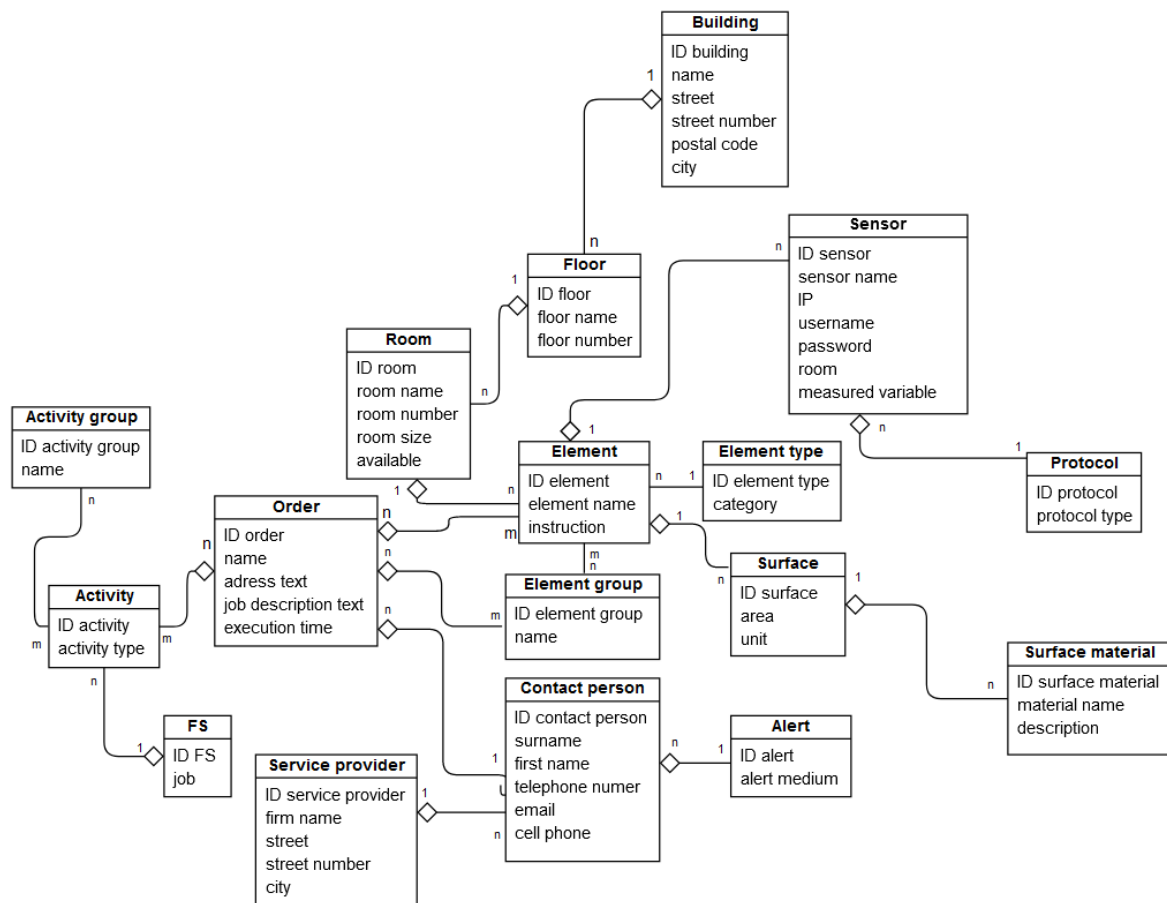 Building
ID building
name
street
street number
postal code
city
1
n
Sensor
ID sensor
sensor name
IP
username
password
room
measured variable
n
n
Floor
ID floor
floor name
floor number
1
n
Room
ID room
room name
room number
room size
available
1
Activity group
ID activity group
name
n
Element
ID element
element name
instruction
1
n
m
n
1
1
m
Element type
ID element type
category
Protocol
ID protocol
protocol type
1
Order
ID order
name
adress text
job description text
execution time
n
n
n
n
Activity
ID activity
activity type
m
m
n
Element group
ID element group
name
n
m
Surface
ID surface
area
unit
n
1
Surface material
ID surface material
material name
description
n
FS
ID FS
job
1
Contact person
ID contact person
surname
first name
telephone numer
email
cell phone
1
n
n
Alert
ID alert
alert medium
1
Service provider
ID service provider
firm name
street
street number
city
1